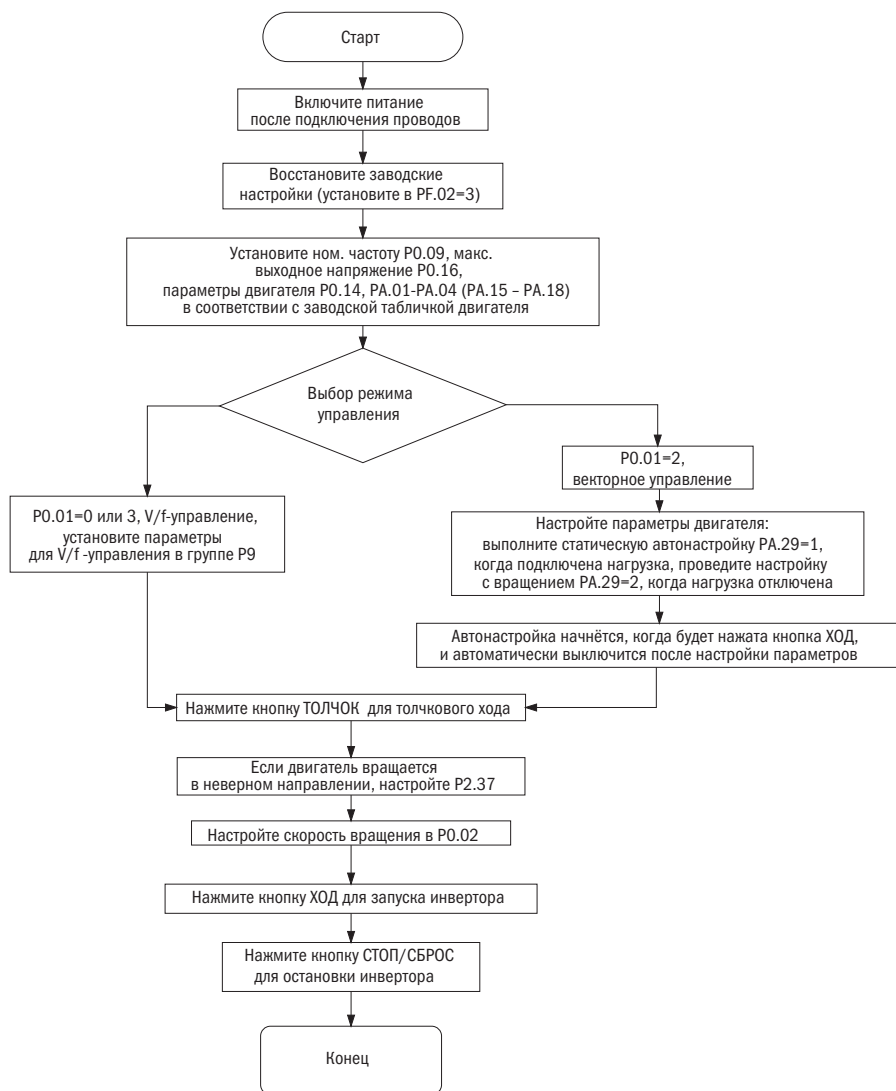 Старт
Включите питание
после подключения проводов
Восстановите заводские
настройки (установите в PF.02=3)
Установите ном. частоту P0.09, макс.
выходное напряжение P0.16,
параметры двигателя P0.14, PA.01-PA.04 (PA.15 – PA.18)
в соответствии с заводской табличкой двигателя
Выбор режима
управления
P0.01=0 или 3, V/f-управление,
установите параметры
для V/f -управления в группе P9
P0.01=2,
векторное управление
Настройте параметры двигателя:
выполните статическую автонастройку PA.29=1,
когда подключена нагрузка, проведите настройку
с вращением PA.29=2, когда нагрузка отключена
Автонастройка начнётся, когда будет нажата кнопка ХОД,
и автоматически выключится после настройки параметров
Нажмите кнопку ТОЛЧОК для толчкового хода
Если двигатель вращается
в неверном направлении, настройте P2.37
Настройте скорость вращения в P0.02
Нажмите кнопку ХОД для запуска инвертора
Нажмите кнопку СТОП/СБРОС
для остановки инвертора
Конец